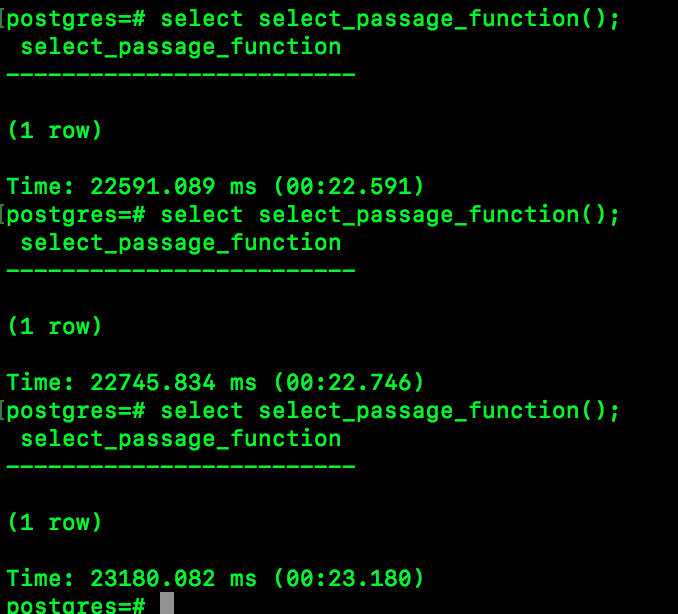 postgres=# select select_passage_function();
select_passage_function
--------------------------
(1 row)
Time: 22591.089 ms (00:22.591)
postgres=# select select_passage_function();
select_passage_function
--------------------------
(1 row)
Time: 22745.834 ms (00:22.746)
postgres=# select select_passage_function();
select_passage_function
--------------------------
(1 row)
Time: 23180.082 ms (00:23.180)
postgres=#